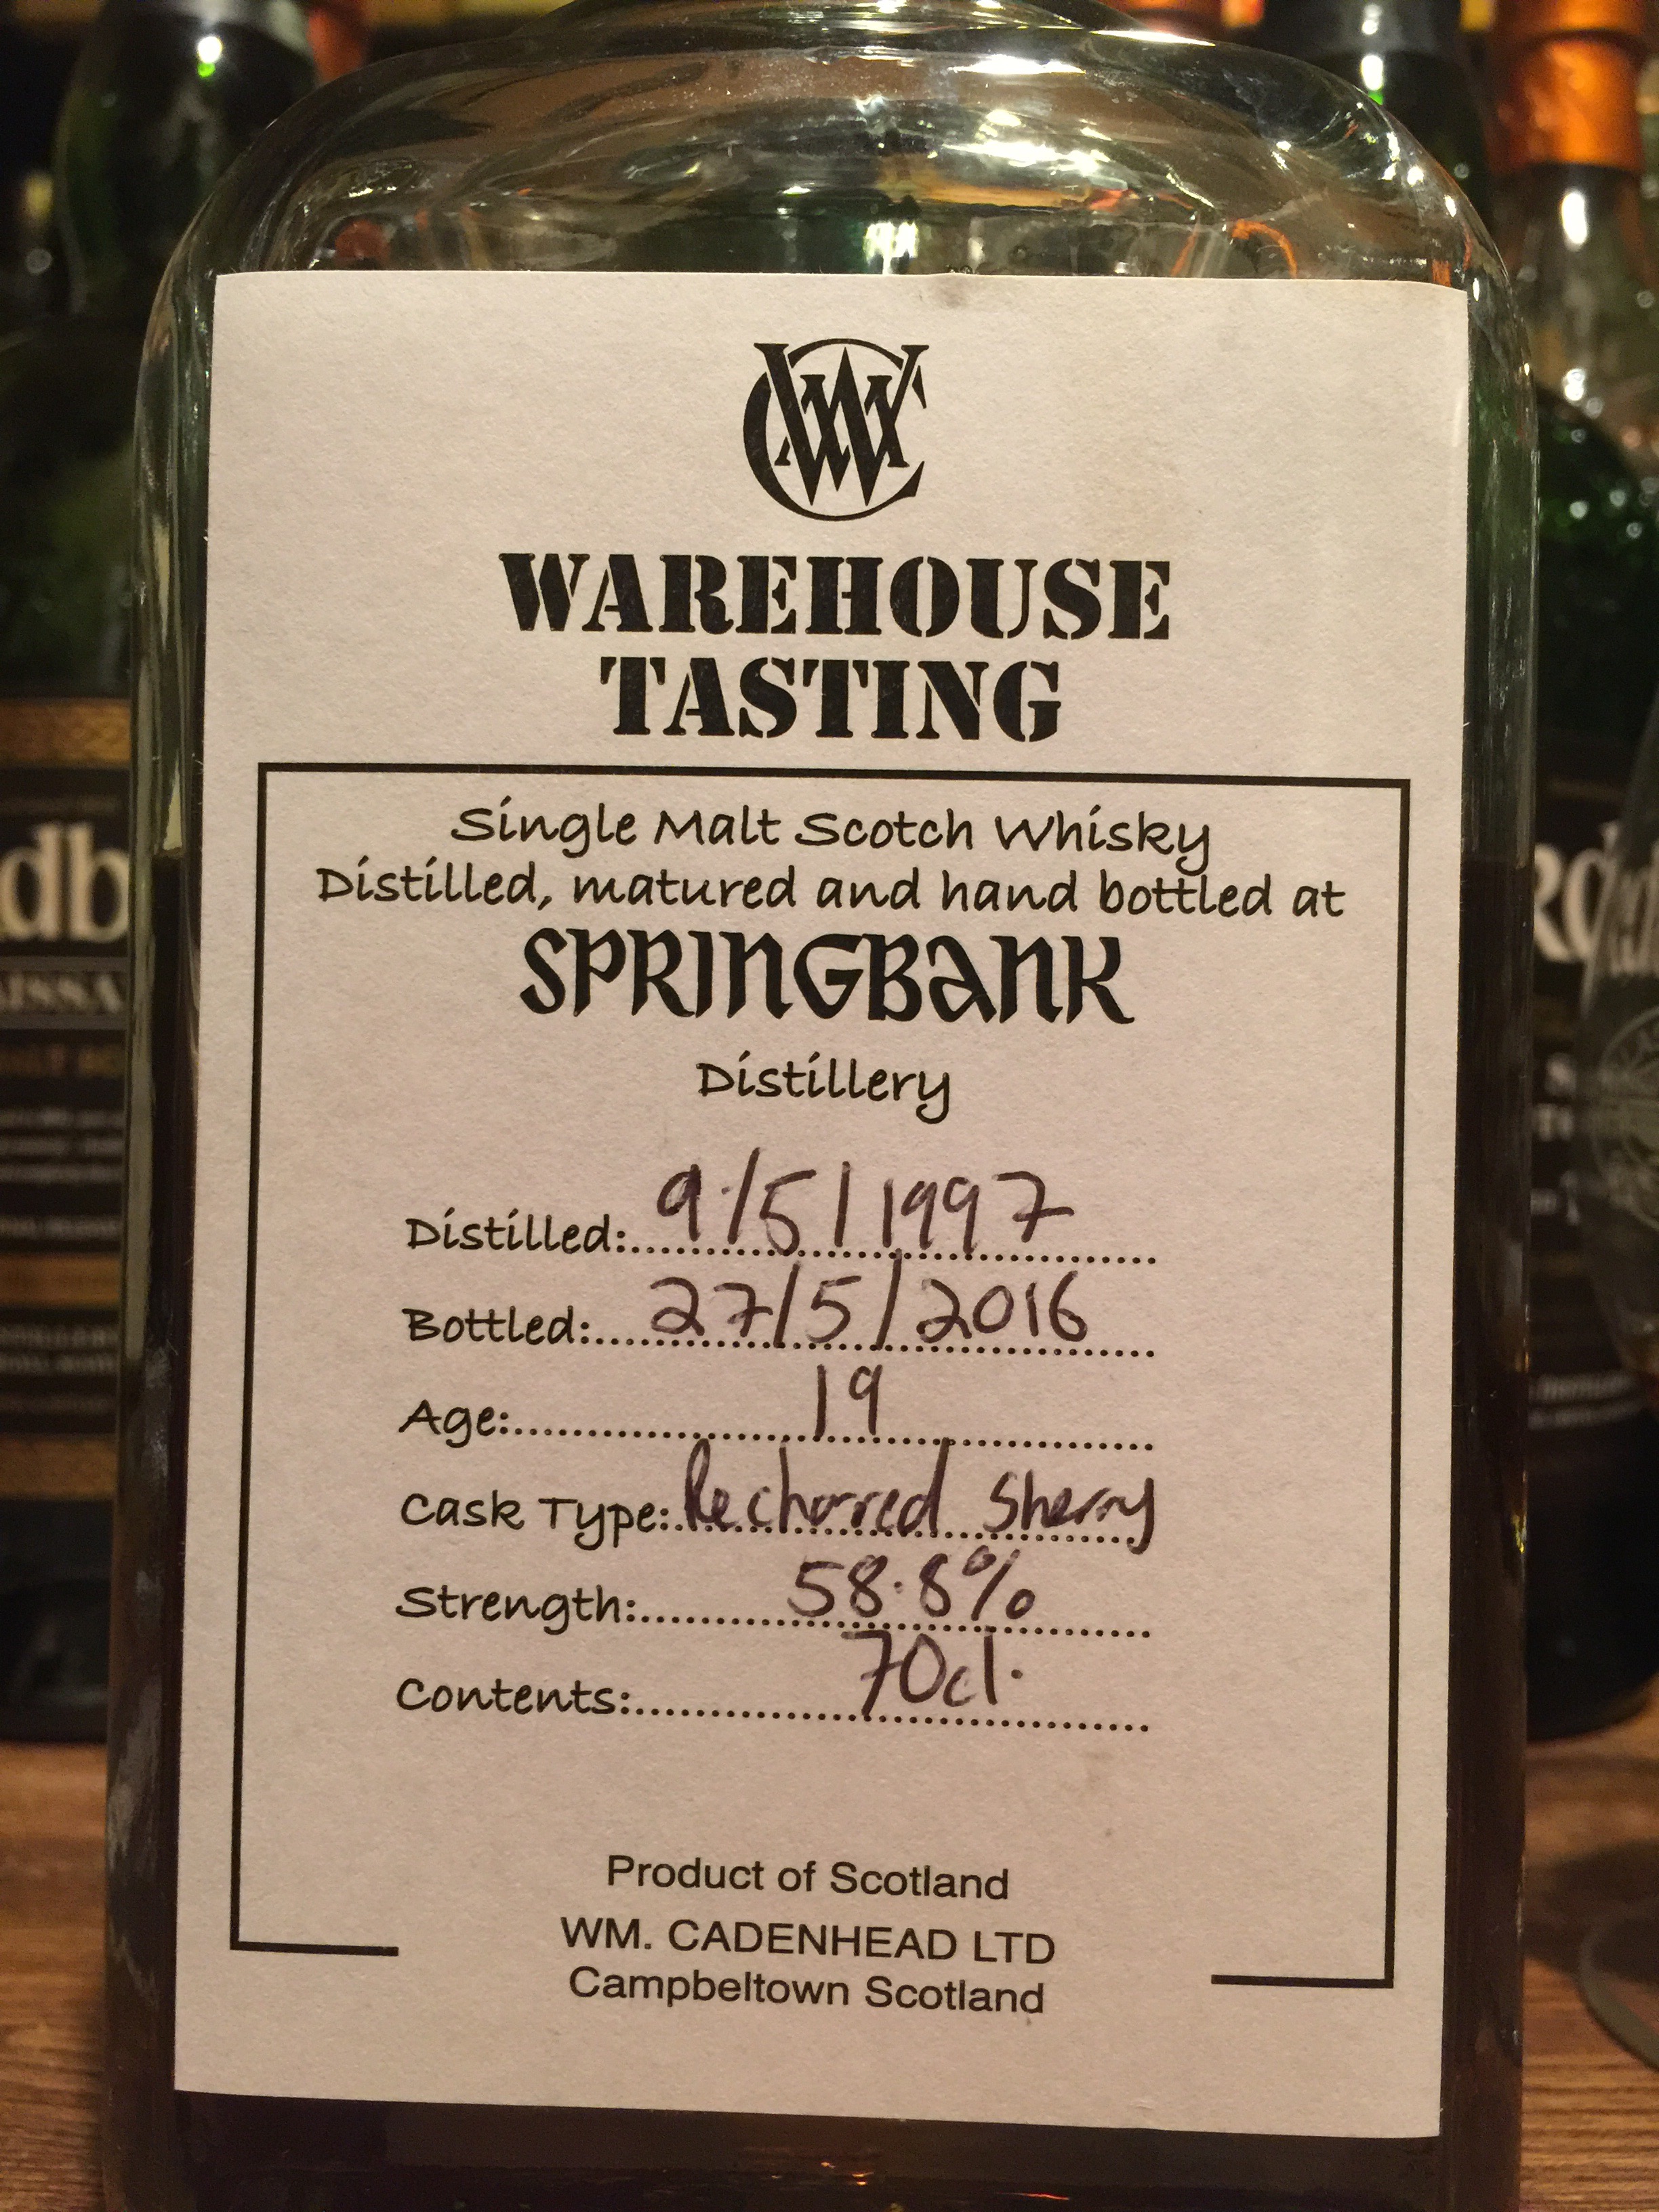 WC
WAREHOUSE
TASTING
Single Malt Scotch Whisky
Distilled, matured and hand bottled at
SPRINGBANK
Distillery
Distilled: 9/5/1997
Bottled: 27/5/2016
Age: 19
Cask Type: Recharred Sherry
Strength: 58.8%
Contents: 70cl.
Product of Scotland
WM. CADENHEAD LTD
Campbeltown Scotland